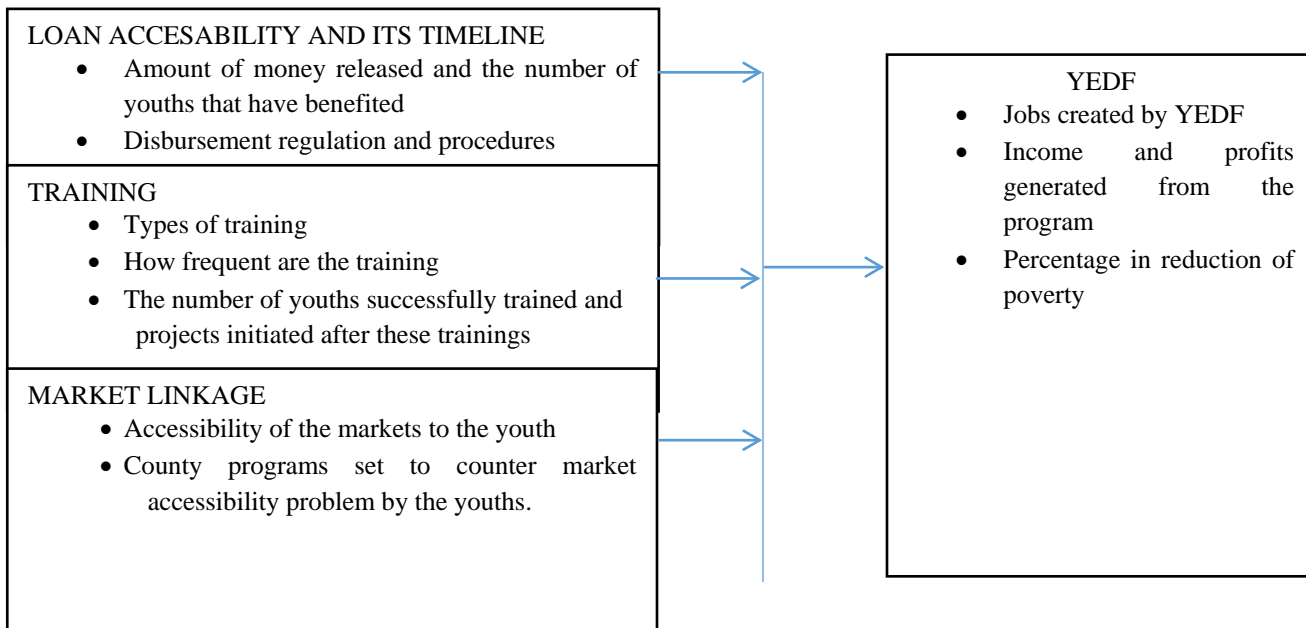 LOAN ACCESABILITY AND ITS TIMELINE
• Amount of money released and the number of
youths that have benefited
• Disbursement regulation and procedures
TRAINING
• Types of training
• How frequent are the training
• The number of youths successfully trained and
projects initiated after these trainings
MARKET LINKAGE
• Accessibility of the markets to the youth
• County programs set to counter market
accessibility problem by the youths.
YEDF
• Jobs created by YEDF
• Income and profits
generated from the
program
• Percentage in reduction of
poverty